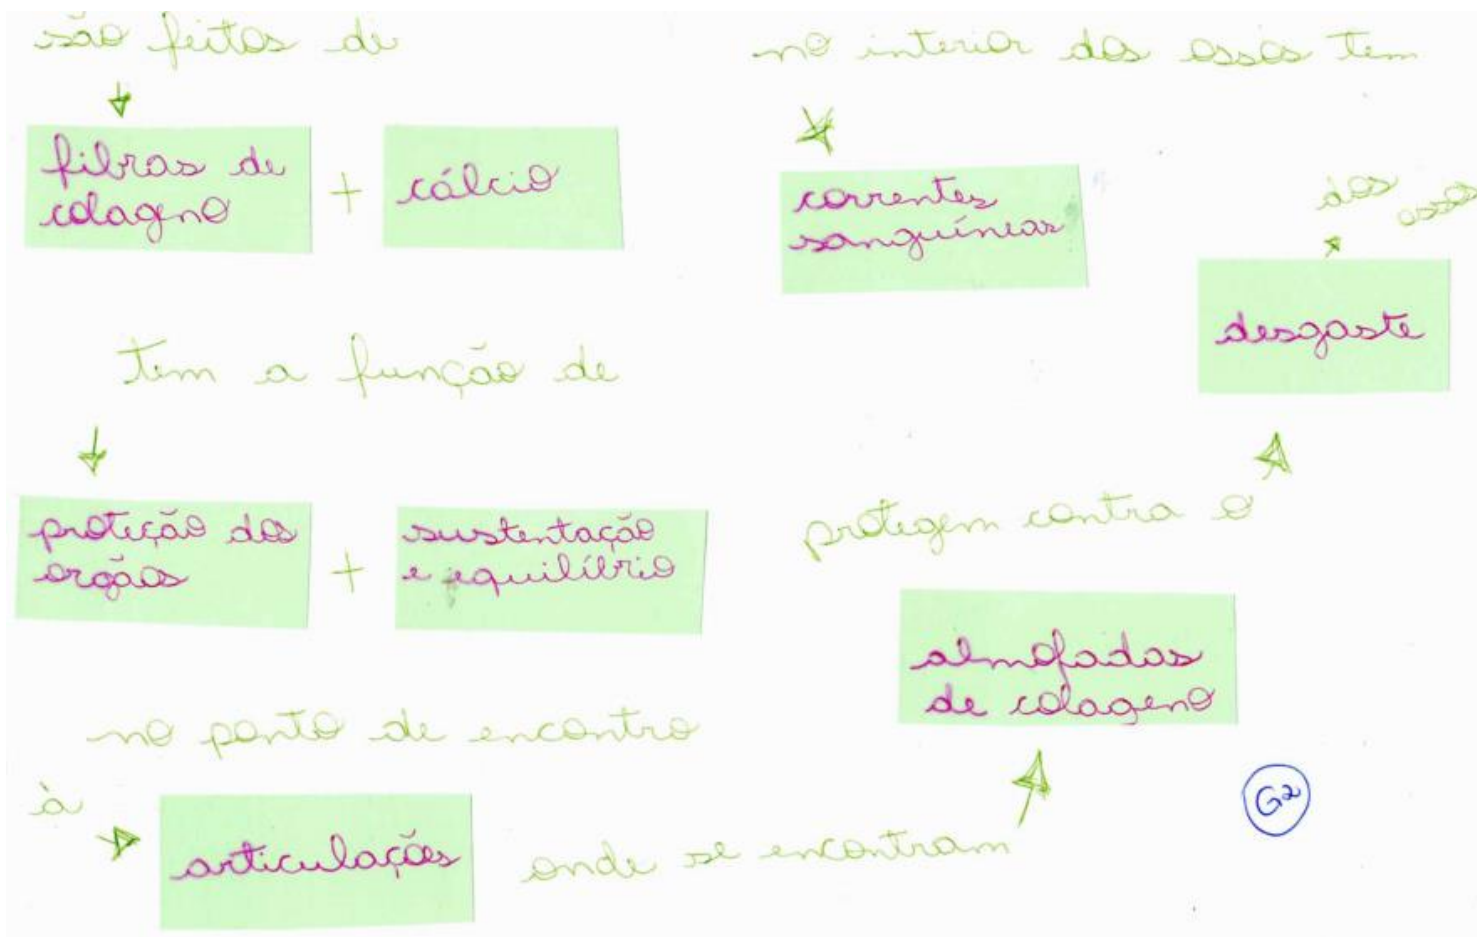 são feitos de
fibras de
colagno
+
cálcio
tem a função de
proteção dos
orgãos
+
sustentação
e equilíbrio
no ponto de encontro
à
articulações
onde se encontram
almofadas
de colageno
protegem contra o
desgaste
dos
ossos
no interior dos ossos tem
correntes
sanguíneas
G2